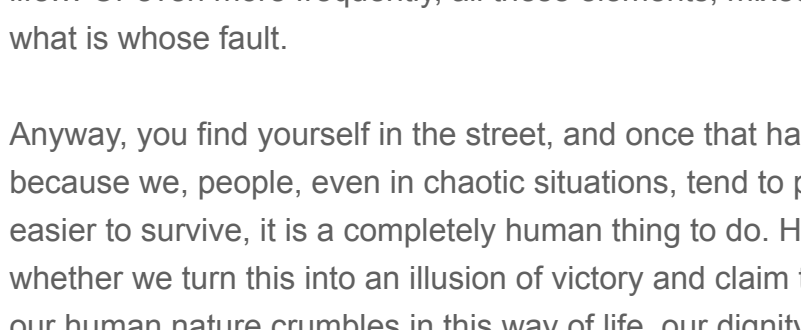 what is whose fault.
Anyway, you find yourself in the street, and once that ha
because we, people, even in chaotic situations, tend to p
easier to survive, it is a completely human thing to do. H
whether we turn this into an illusion of victory and claim t
our human nature crumbles in this way of life, our dignity